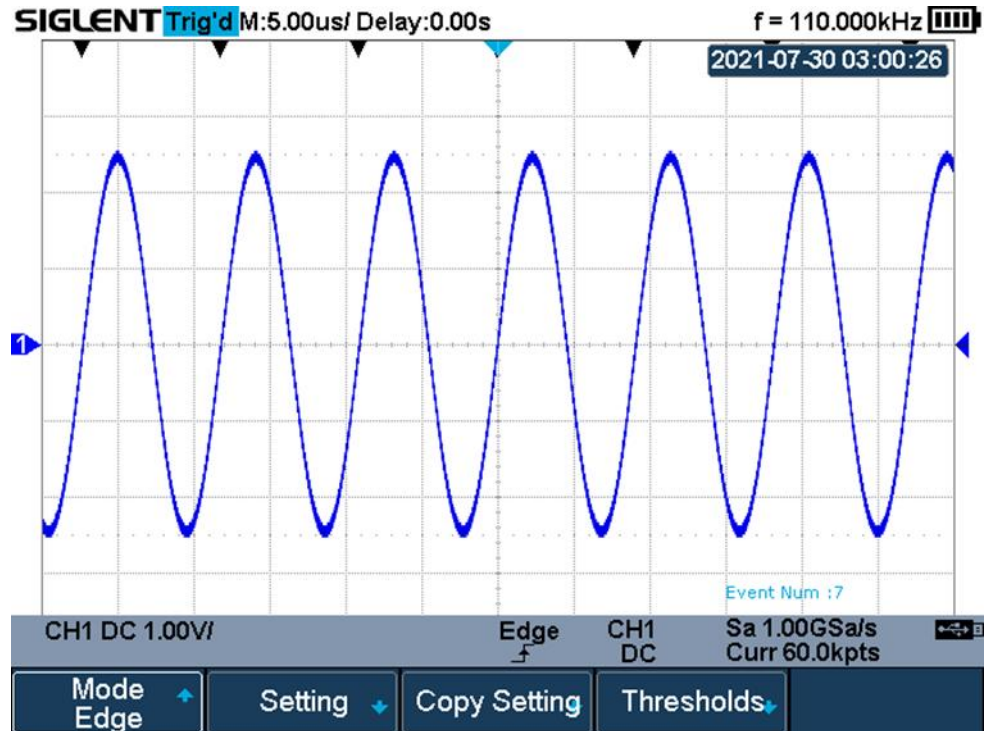 SIGLENT Trig'd M:5.00us/ Delay:0.00s f = 110.000kHz
2021-07-30 03:00:26
1
Event Num :7
CH1 DC 1.00V/ Edge CH1 Sa 1.00GSa/s
DC Curr 60.0kpts
Mode Setting Copy Setting Thresholds
Edge